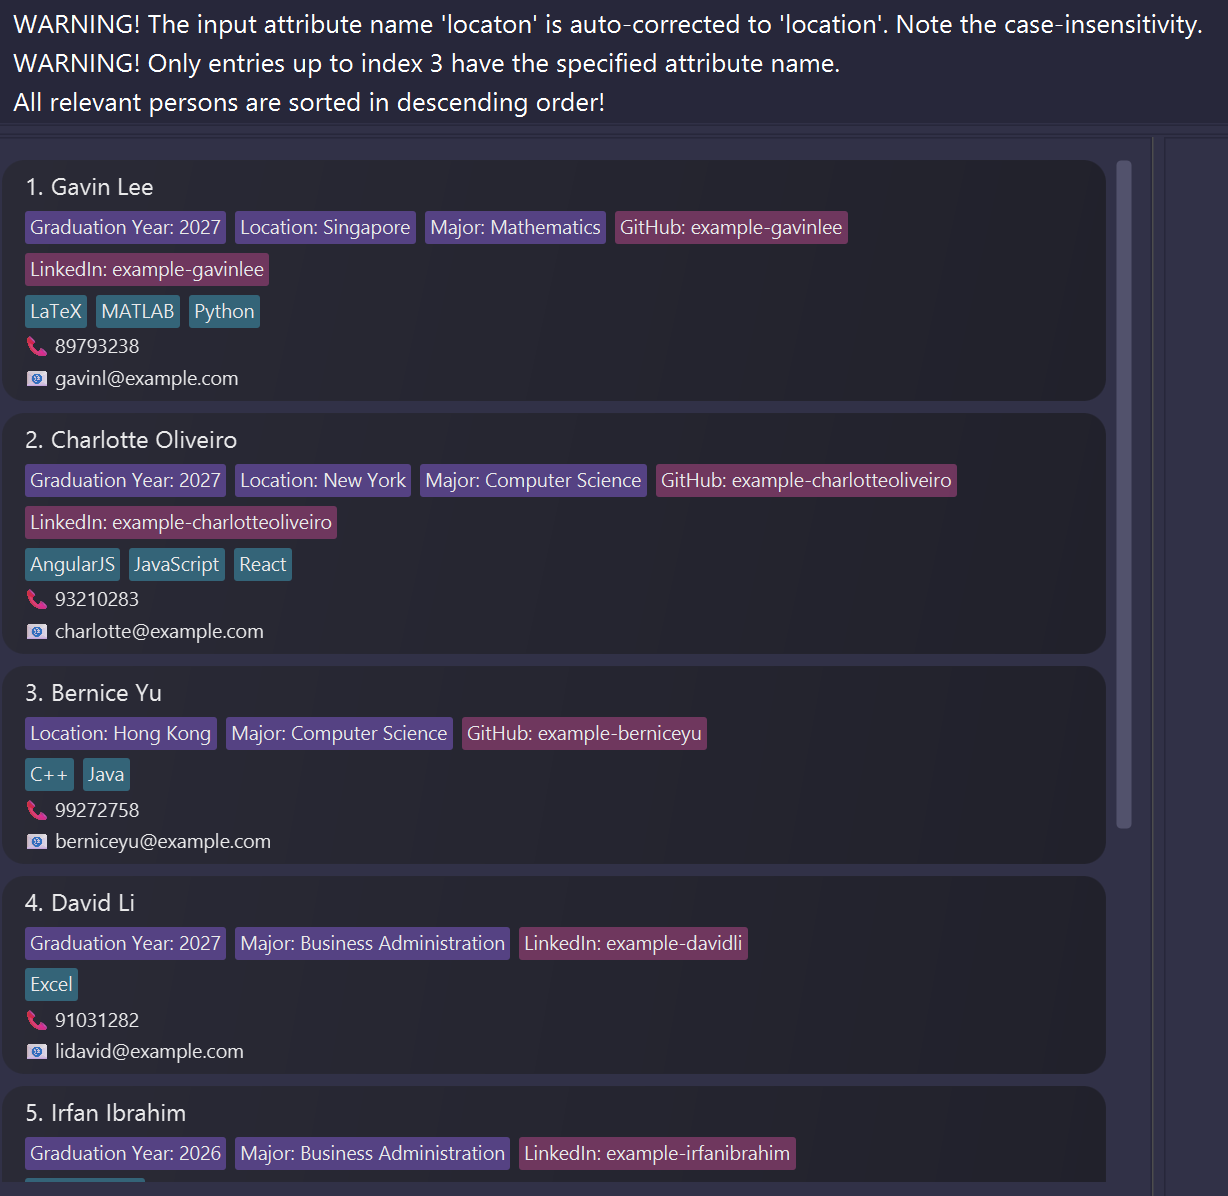 WARNING! The input attribute name 'locaton' is auto-corrected to 'location'. Note the case-insensitivity.
WARNING! Only entries up to index 3 have the specified attribute name.
All relevant persons are sorted in descending order!
1. Gavin Lee
Graduation Year: 2027 Location: Singapore Major: Mathematics GitHub: example-gavinlee
LinkedIn: example-gavinlee
LaTeX MATLAB Python
89793238
gavinl@example.com
2. Charlotte Oliveiro
Graduation Year: 2027 Location: New York Major: Computer Science GitHub: example-charlotteoliveiro
LinkedIn: example-charlotteoliveiro
AngularJS JavaScript React
93210283
charlotte@example.com
3. Bernice Yu
Location: Hong Kong Major: Computer Science GitHub: example-berniceyu
C++ Java
99272758
berniceyu@example.com
4. David Li
Graduation Year: 2027 Major: Business Administration LinkedIn: example-davidli
Excel
91031282
lidavid@example.com
5. Irfan Ibrahim
Graduation Year: 2026 Major: Business Administration LinkedIn: example-irfanibrahim